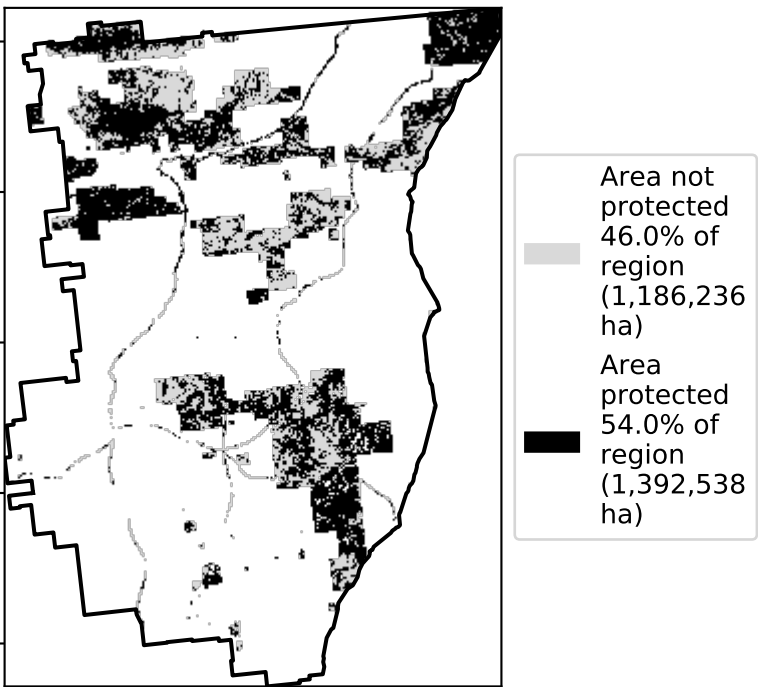 Area not
protected
46.0% of
region
(1,186,236
ha)
Area
protected
54.0% of
region
(1,392,538
ha)